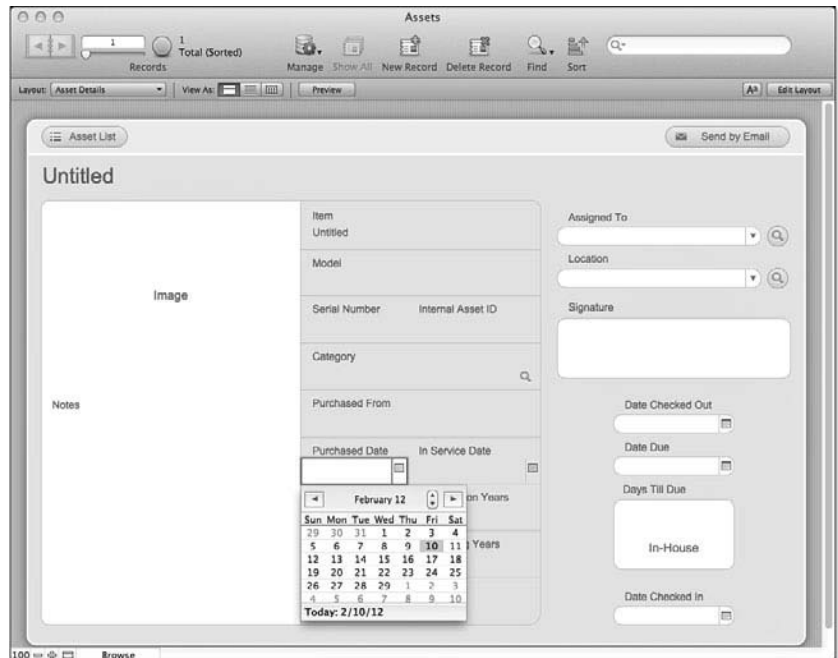 Assets
1
1
Total (Sorted)
Records
Manage Show All New Record Delete Record Find Sort
Layout: Asset Details View As: Preview Aa Edit Layout
Asset List
Send by Email
Untitled
Image
Notes
Item
Untitled
Model
Serial Number Internal Asset ID
Category
Purchased From
Purchased Date In Service Date
on Years
Years
February 12
Sun Mon Tue Wed Thu Fri Sat
29 30 31 1 2 3 4
5 6 7 8 9 10 11
12 13 14 15 16 17 18
19 20 21 22 23 24 25
26 27 28 29 1 2 3
4 5 6 7 8 9 10
Today: 2/10/12
Assigned To
Location
Signature
Date Checked Out
Date Due
Days Till Due
In-House
Date Checked In
100 Browse